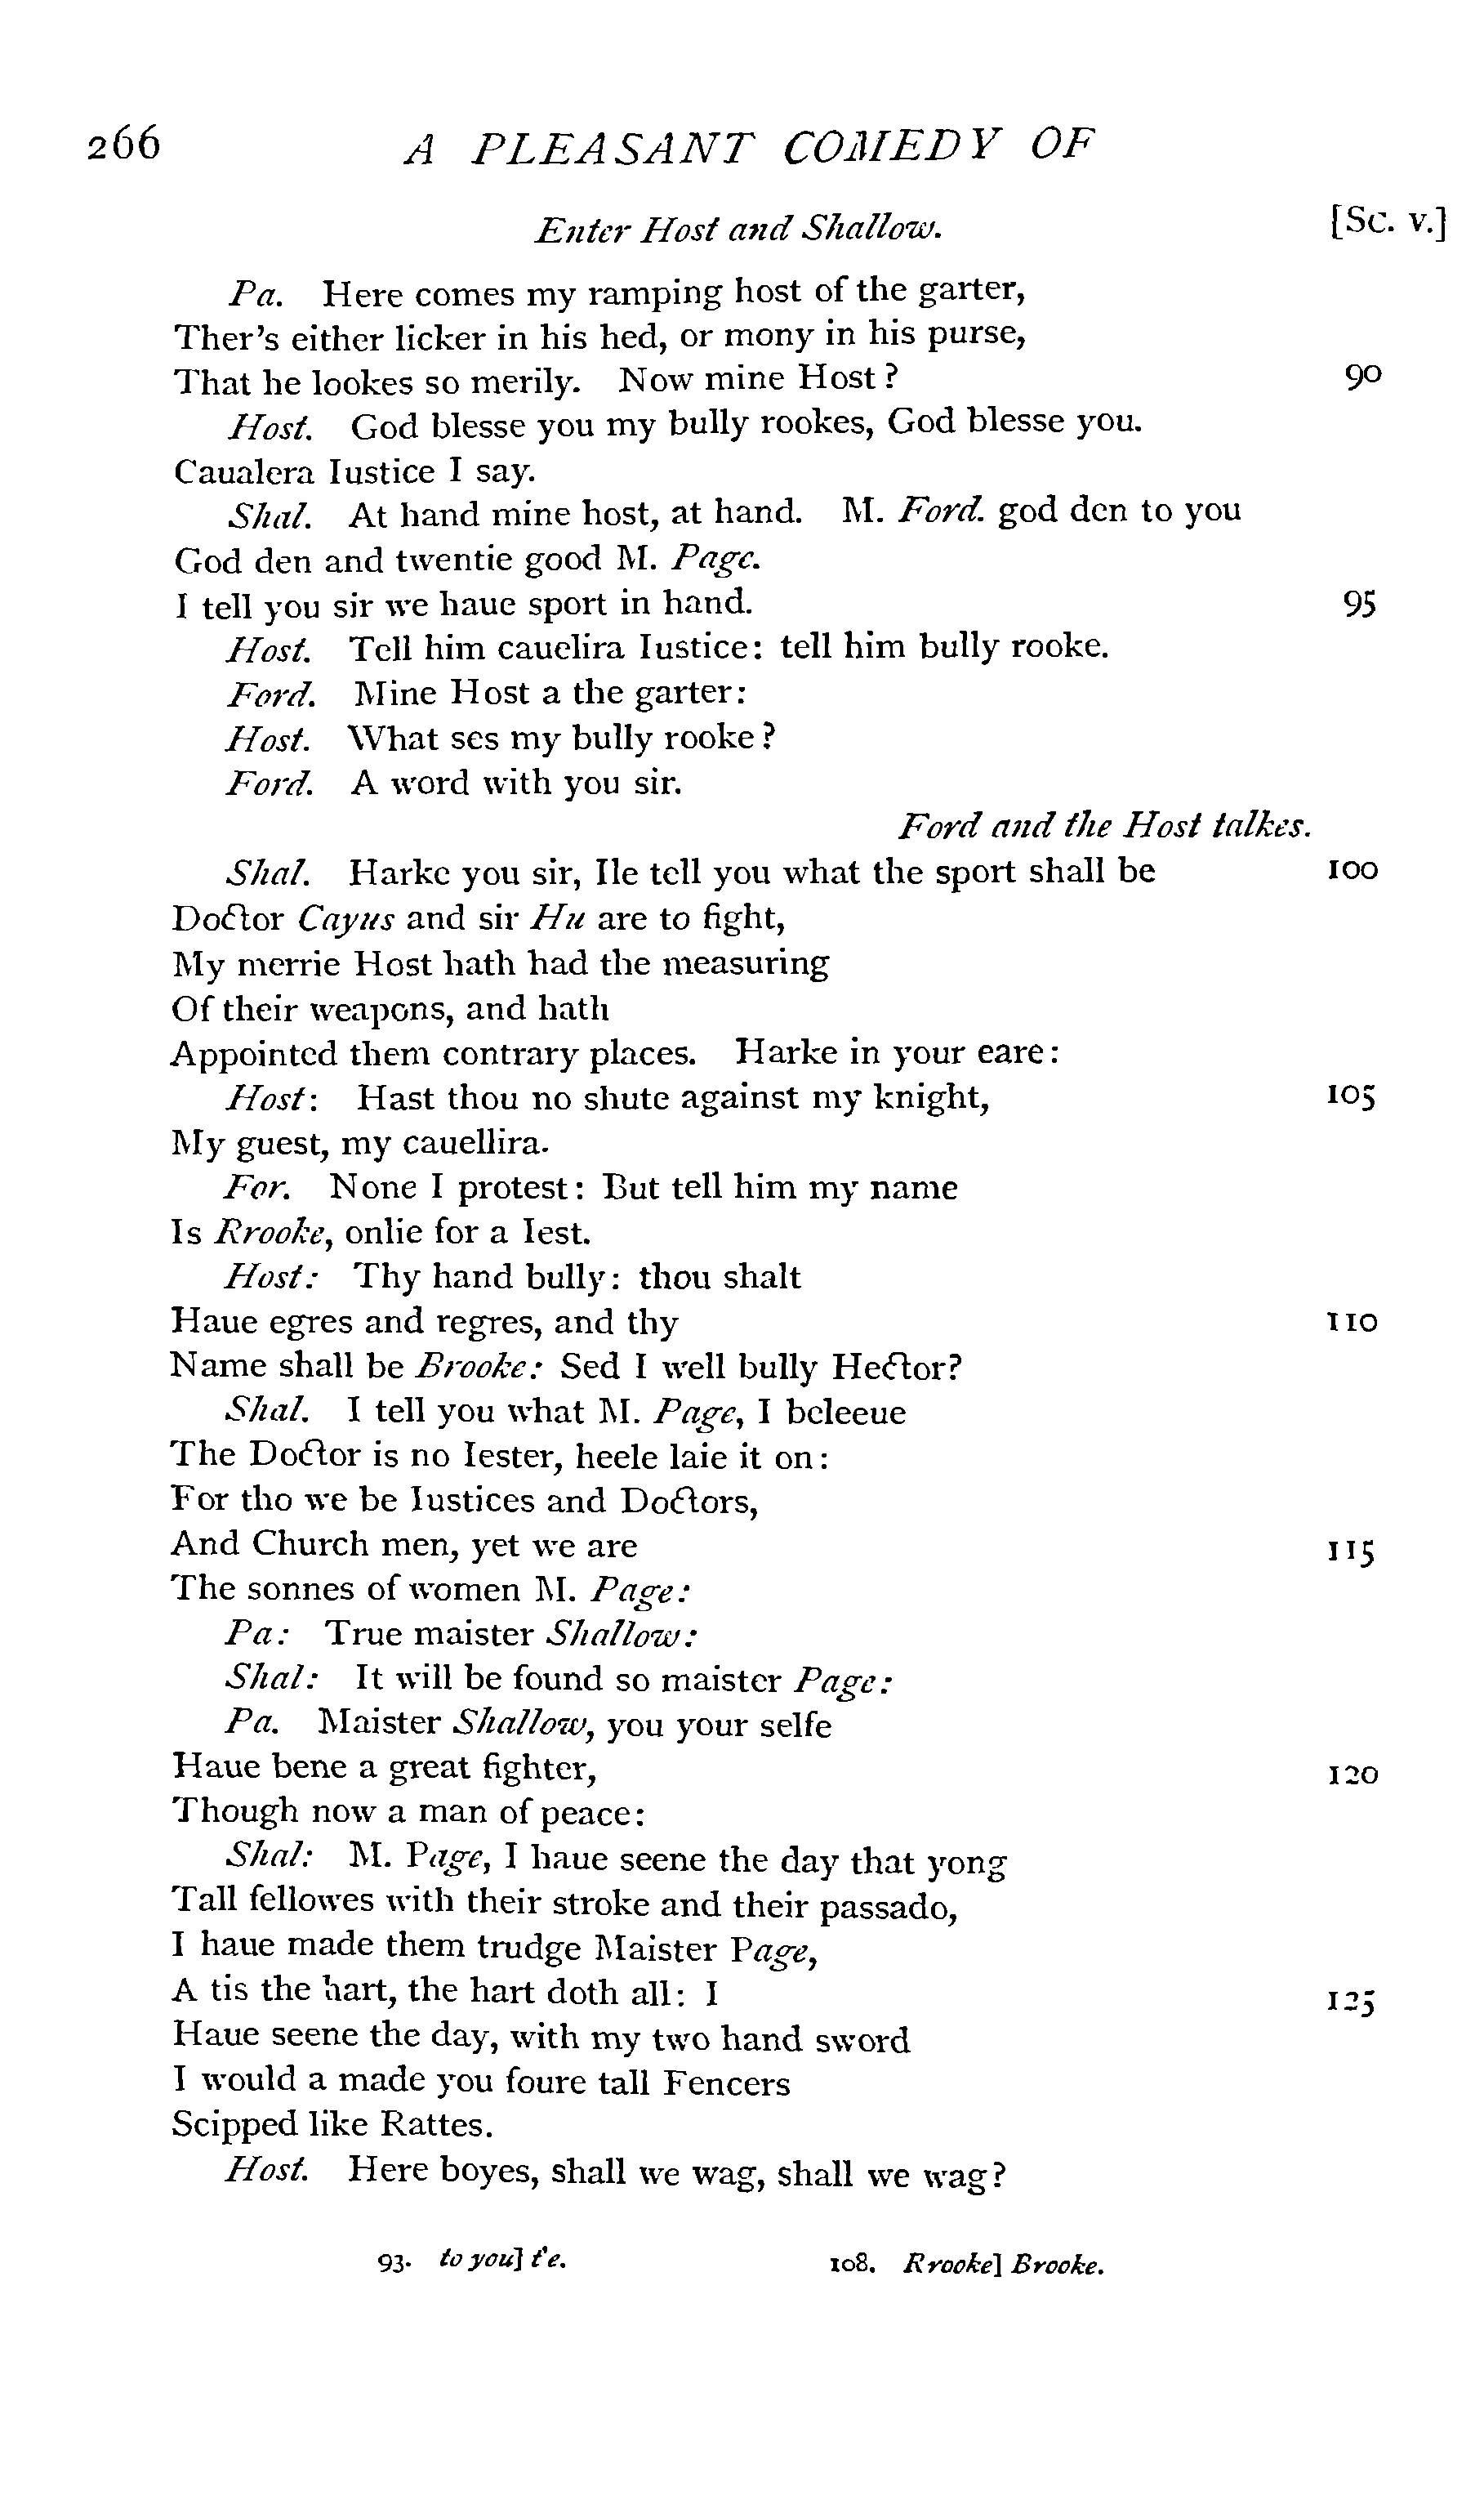 266 A PLEASANT COMEDY OF
Enter Host and Shallow. [Sc. v.]
Pa. Here comes my ramping host of the garter,
Ther's either licker in his hed, or mony in his purse,
That he lookes so merily. Now mine Host? 90
Host. God blesse you my bully rookes, God blesse you.
Caualera Iustice I say.
Shal. At hand mine host, at hand. M. Ford. god den to you
God den and twentie good M. Page.
I tell you sir we haue sport in hand. 95
Host. Tell him cauelira Iustice: tell him bully rooke.
Ford. Mine Host a the garter:
Host. What ses my bully rooke?
Ford. A word with you sir.
Ford and the Host talkes.
Shal. Harke you sir, Ile tell you what the sport shall be 100
Doctor Cayus and sir Hu are to fight,
My merrie Host hath had the measuring
Of their weapons, and hath
Appointed them contrary places. Harke in your eare:
Host: Hast thou no shute against my knight, 105
My guest, my cauellira.
For. None I protest: But tell him my name
Is Rrooke, onlie for a Iest.
Host: Thy hand bully: thou shalt
Haue egres and regres, and thy 110
Name shall be Brooke: Sed I well bully Hector?
Shal. I tell you what M. Page, I beleeue
The Doctor is no Iester, heele laie it on:
For tho we be Iustices and Doctors,
And Church men, yet we are 115
The sonnes of women M. Page:
Pa: True maister Shallow:
Shal: It will be found so maister Page:
Pa. Maister Shallow, you your selfe
Haue bene a great fighter, 120
Though now a man of peace:
Shal: M. Page, I haue seene the day that yong
Tall fellowes with their stroke and their passado,
I haue made them trudge Maister Page,
A tis the hart, the hart doth all: I 125
Haue seene the day, with my two hand sword
I would a made you foure tall Fencers
Scipped like Rattes.
Host. Here boyes, shall we wag, shall we wag?
93. to you] t'e. 108. Rrooke] Brooke.